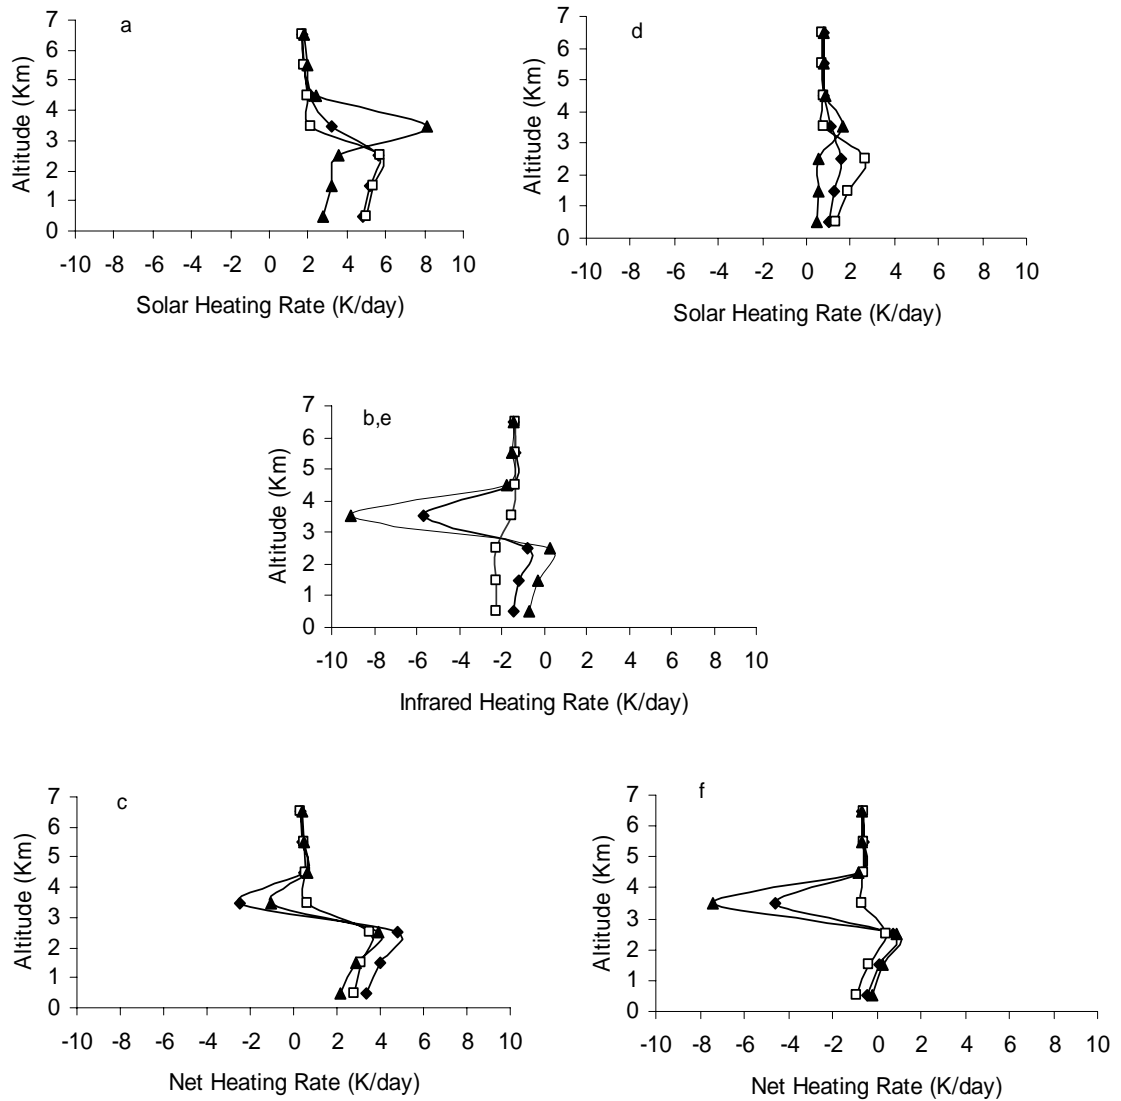 a
7
6
5
4
3
2
1
0
Altitude (Km)
-10 -8 -6 -4 -2 0 2 4 6 8 10
Solar Heating Rate (K/day)
d
7
6
5
4
3
2
1
0
Altitude (Km)
-10 -8 -6 -4 -2 0 2 4 6 8 10
Solar Heating Rate (K/day)
b,e
7
6
5
4
3
2
1
0
Altitude (Km)
-10 -8 -6 -4 -2 0 2 4 6 8 10
Infrared Heating Rate (K/day)
c
7
6
5
4
3
2
1
0
Altitude (Km)
-10 -8 -6 -4 -2 0 2 4 6 8 10
Net Heating Rate (K/day)
f
7
6
5
4
3
2
1
0
Altitude (Km)
-10 -8 -6 -4 -2 0 2 4 6 8 10
Net Heating Rate (K/day)